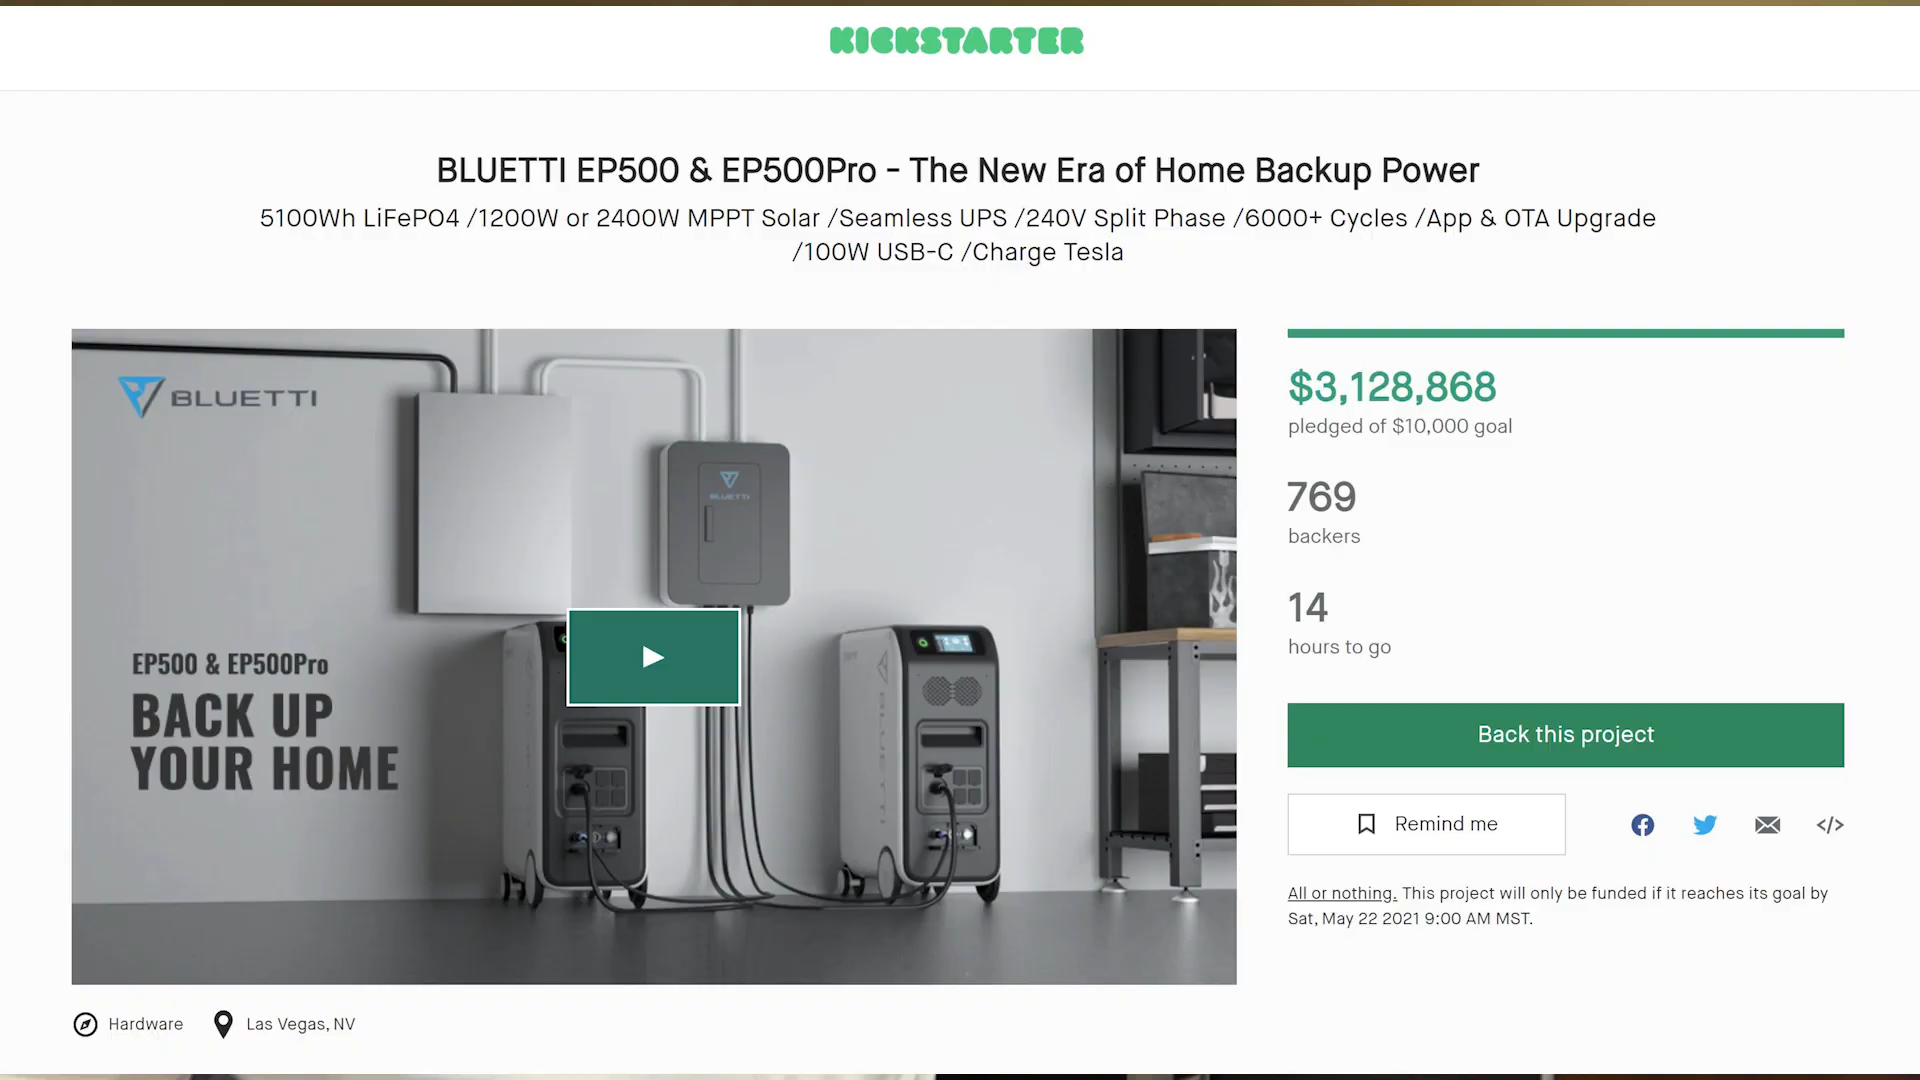 KICKSTARTER
BLUETTI EP500 & EP500Pro - The New Era of Home Backup Power
5100Wh LiFePO4 /1200W or 2400W MPPT Solar /Seamless UPS /240V Split Phase /6000+ Cycles /App & OTA Upgrade
/100W USB-C /Charge Tesla
BLUETTI
BLUETTI
EP500 & EP500Pro
BACK UP
YOUR HOME
$3,128,868
pledged of $10,000 goal
769
backers
14
hours to go
Back this project
Remind me
All or nothing. This project will only be funded if it reaches its goal by
Sat, May 22 2021 9:00 AM MST.
Hardware
Las Vegas, NV